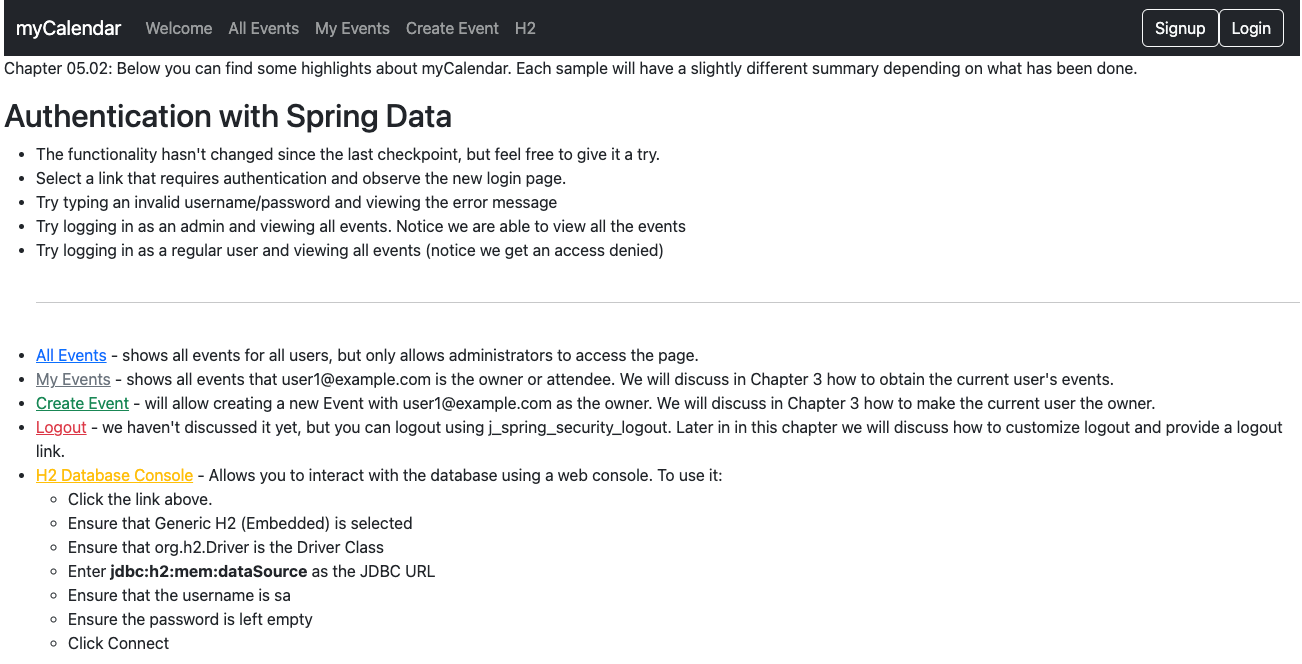 myCalendar Welcome All Events My Events Create Event H2 Signup Login
Chapter 05.02: Below you can find some highlights about myCalendar. Each sample will have a slightly different summary depending on what has been done.
Authentication with Spring Data
• The functionality hasn't changed since the last checkpoint, but feel free to give it a try.
• Select a link that requires authentication and observe the new login page.
• Try typing an invalid username/password and viewing the error message
• Try logging in as an admin and viewing all events. Notice we are able to view all the events
• Try logging in as a regular user and viewing all events (notice we get an access denied)
• All Events - shows all events for all users, but only allows administrators to access the page.
• My Events - shows all events that user1@example.com is the owner or attendee. We will discuss in Chapter 3 how to obtain the current user's events.
• Create Event - will allow creating a new Event with user1@example.com as the owner. We will discuss in Chapter 3 how to make the current user the owner.
• Logout - we haven't discussed it yet, but you can logout using j_spring_security_logout. Later in in this chapter we will discuss how to customize logout and provide a logout
link.
• H2 Database Console - Allows you to interact with the database using a web console. To use it:
◦ Click the link above.
◦ Ensure that Generic H2 (Embedded) is selected
◦ Ensure that org.h2.Driver is the Driver Class
◦ Enter jdbc:h2:mem:dataSource as the JDBC URL
◦ Ensure that the username is sa
◦ Ensure the password is left empty
◦ Click Connect